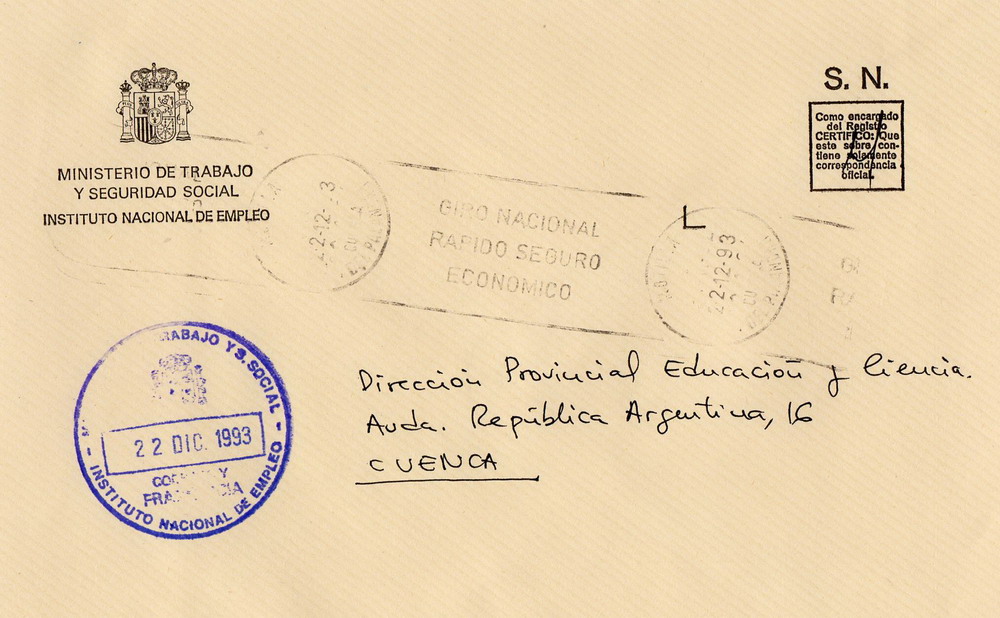 S. N.
Como encargado
del Registro
CERTIFICO: Que
este sobre con-
tiene solamente
correspondencia
oficial.
MINISTERIO DE TRABAJO
Y SEGURIDAD SOCIAL
INSTITUTO NACIONAL DE EMPLEO
GIRO NACIONAL
RAPIDO SEGURO
ECONOMICO
L
22-12-93
TRABAJO Y S. SOCIAL
22 DIC. 1993
INSTITUTO NACIONAL DE EMPLEO
Dirección Provincial Educación y Ciencia.
Avda. República Argentina, 16
CUENCA